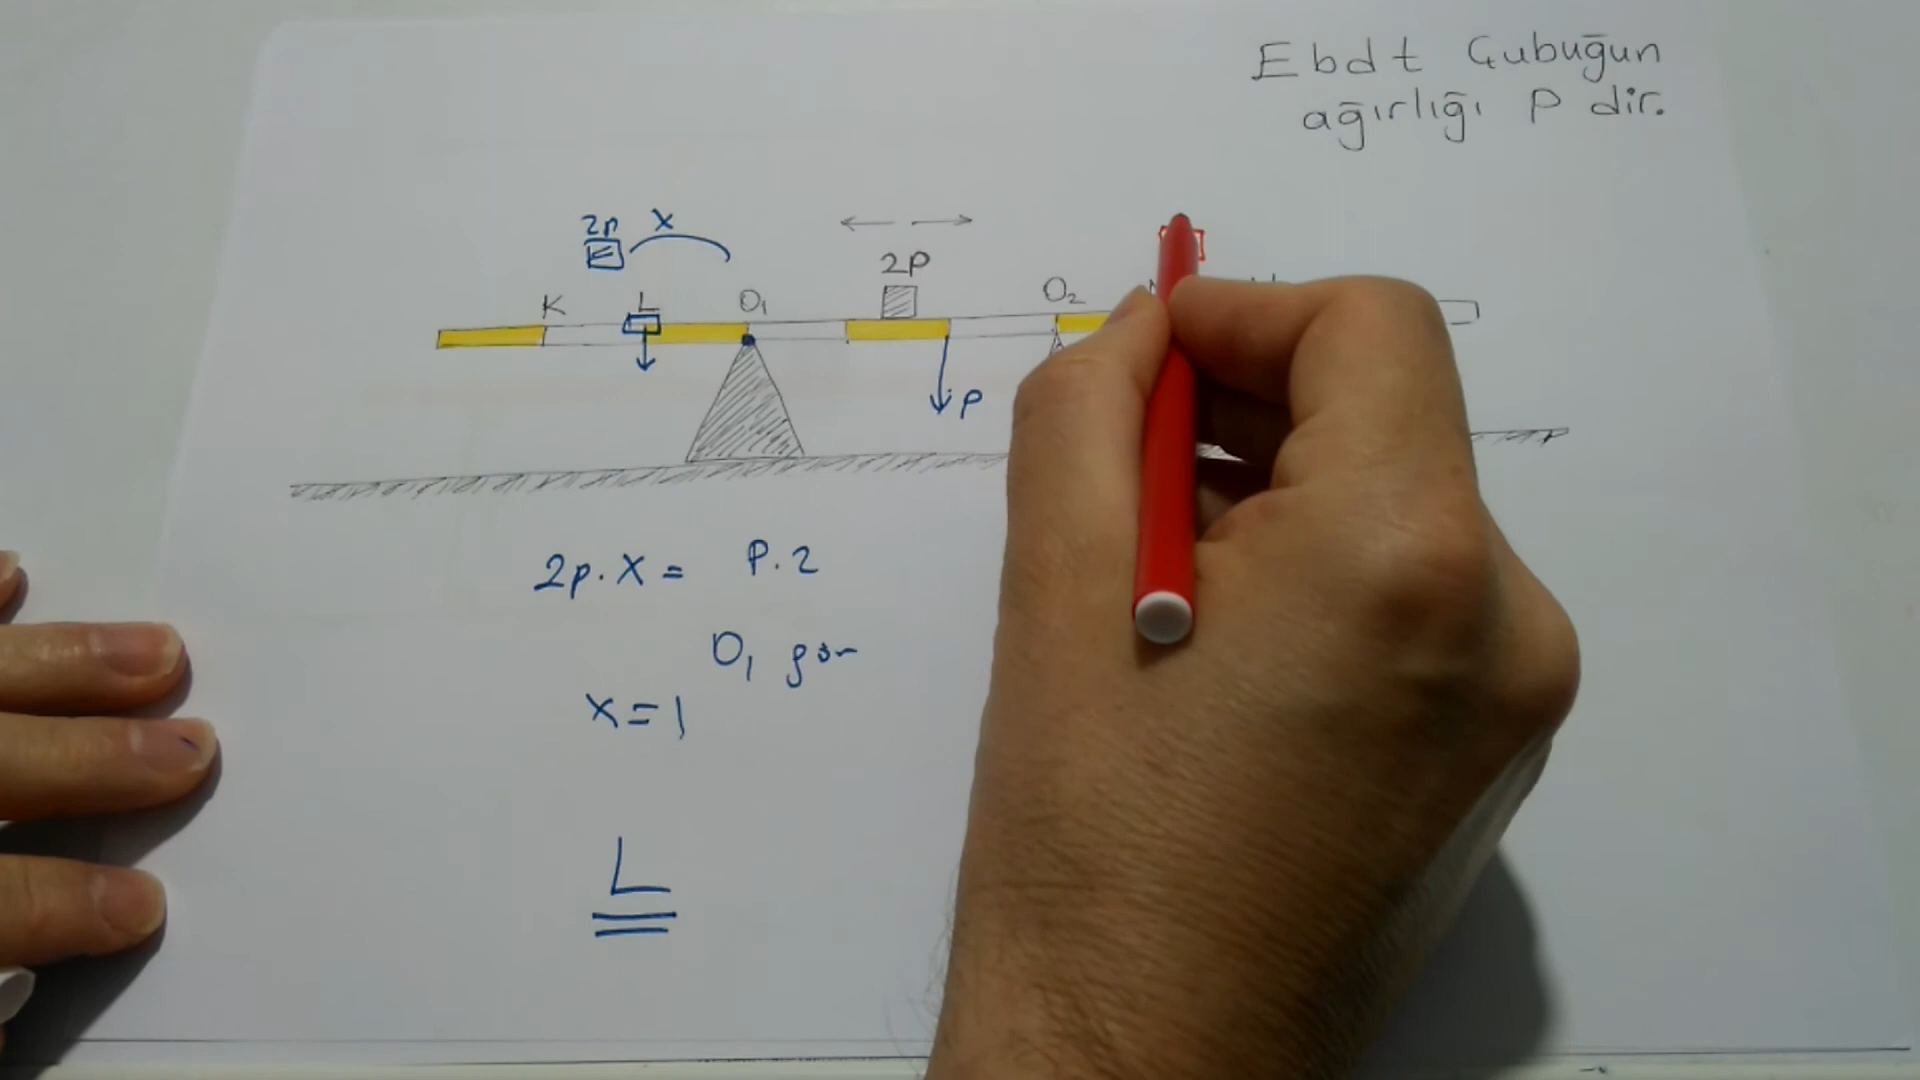 Ebdt Çubuğun
ağırlığı P dir.
2P X
2P
K L O₁ O₂
P
2p. X = P. 2
O₁ gör
x = 1
L